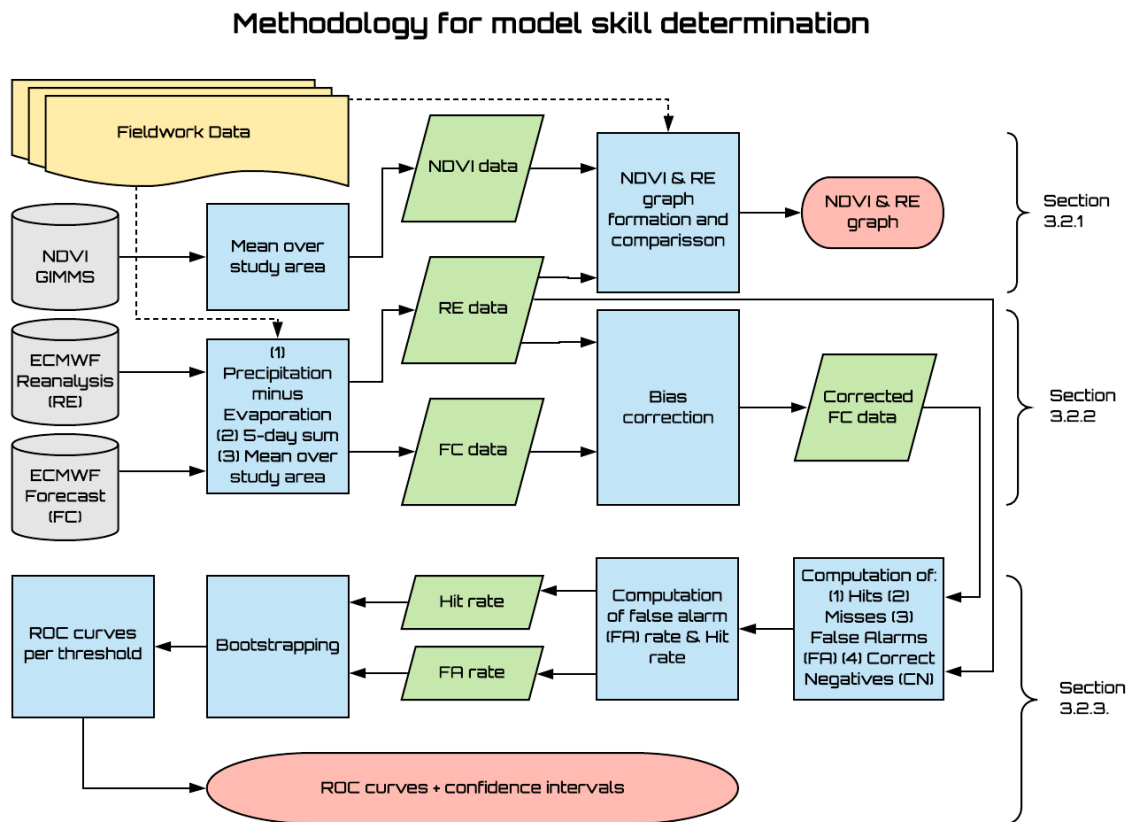 Methodology for model skill determination
Fieldwork Data
NDVI data
NDVI & RE
graph
formation and
comparisson
NDVI & RE
graph
Section
3.2.1
NDVI
GIMMS
Mean over
study area
RE data
ECMWF
Reanalysis
(RE)
(1)
Precipitation
minus
Evaporation
(2) 5-day sum
(3) Mean over
study area
Bias
correction
Corrected
FC data
Section
3.2.2
ECMWF
Forecast
(FC)
FC data
ROC curves
per threshold
Bootstrapping
Hit rate
FA rate
Computation
of false alarm
(FA) rate & Hit
rate
Computation of:
(1) Hits (2)
Misses (3)
False Alarms
(FA) (4) Correct
Negatives (CN)
Section
3.2.3.
ROC curves + confidence intervals